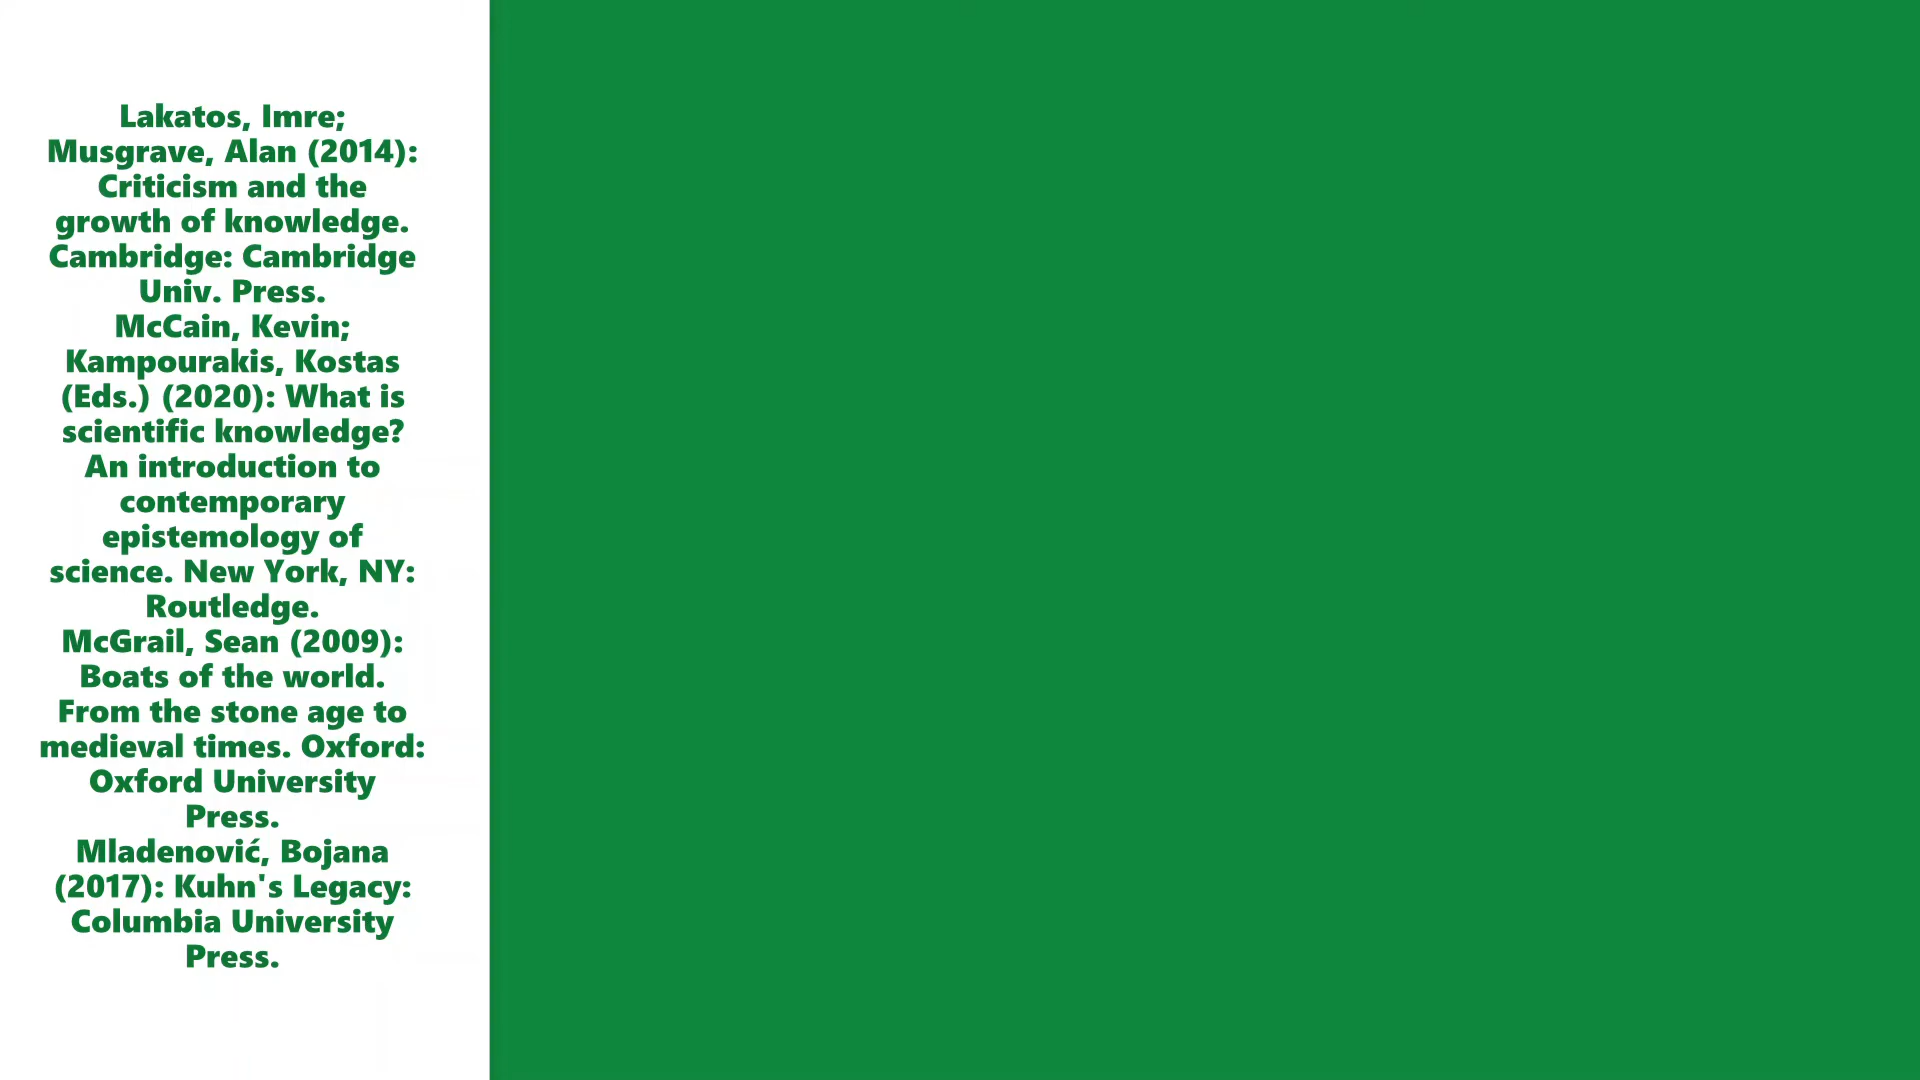 Lakatos, Imre;
Musgrave, Alan (2014):
Criticism and the
growth of knowledge.
Cambridge: Cambridge
Univ. Press.
McCain, Kevin;
Kampourakis, Kostas
(Eds.) (2020): What is
scientific knowledge?
An introduction to
contemporary
epistemology of
science. New York, NY:
Routledge.
McGrail, Sean (2009):
Boats of the world.
From the stone age to
medieval times. Oxford:
Oxford University
Press.
Mladenović, Bojana
(2017): Kuhn's Legacy:
Columbia University
Press.